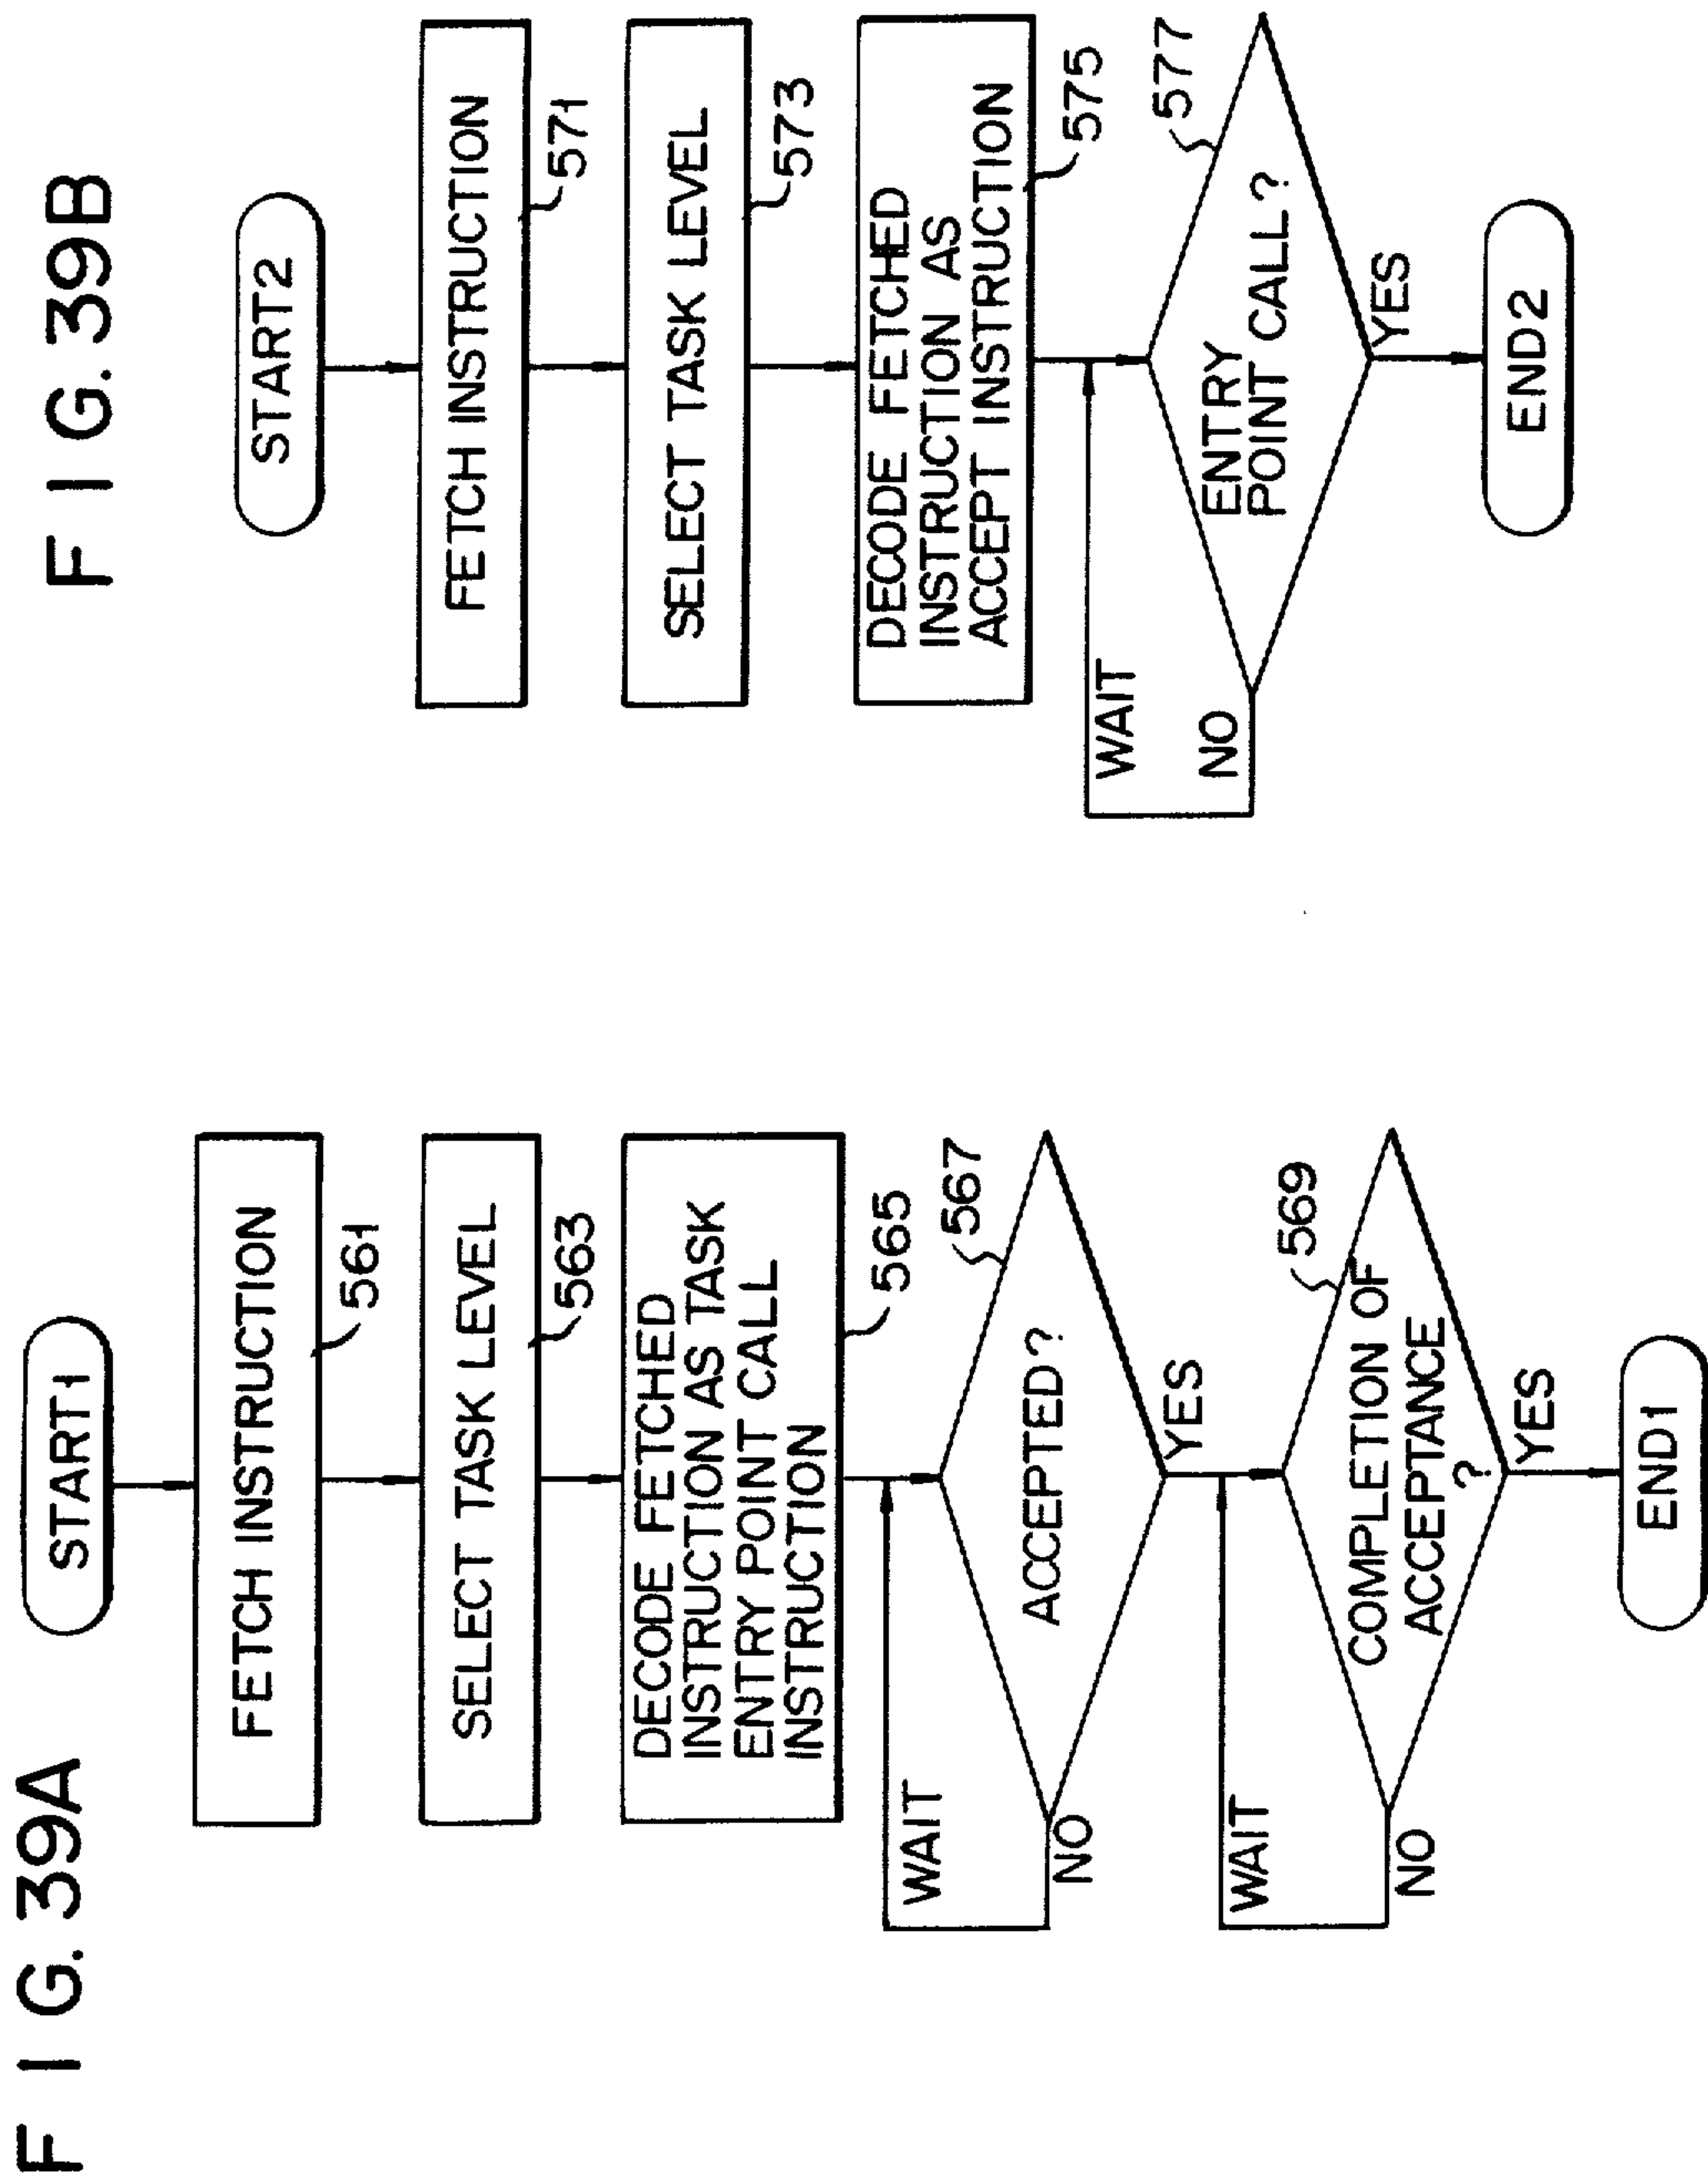 FIG. 39A
START1
FETCH INSTRUCTION
561
SELECT TASK LEVEL
563
DECODE FETCHED
INSTRUCTION AS TASK
ENTRY POINT CALL
INSTRUCTION
565
WAIT
567
ACCEPTED?
NO
YES
WAIT
569
COMPLETION OF
ACCEPTANCE
?
NO
YES
END1
FIG. 39B
START2
FETCH INSTRUCTION
571
SELECT TASK LEVEL
573
DECODE FETCHED
INSTRUCTION AS
ACCEPT INSTRUCTION
575
WAIT
577
ENTRY
POINT CALL?
NO
YES
END2